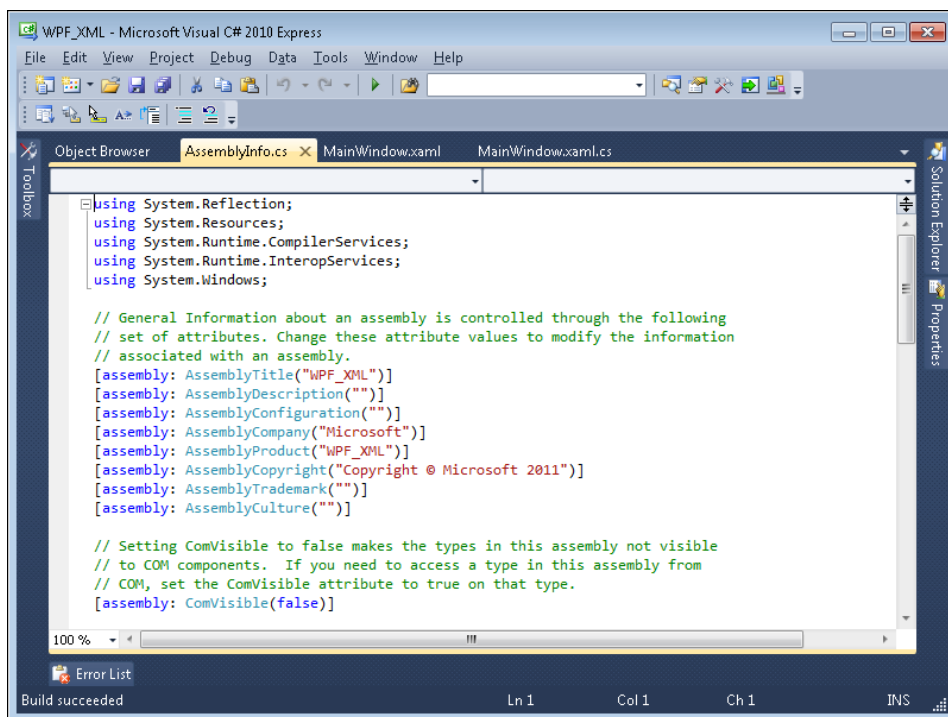 WPF_XML - Microsoft Visual C# 2010 Express
File Edit View Project Debug Data Tools Window Help
Object Browser AssemblyInfo.cs MainWindow.xaml MainWindow.xaml.cs
Toolbox
Solution Explorer
Properties
using System.Reflection;
using System.Resources;
using System.Runtime.CompilerServices;
using System.Runtime.InteropServices;
using System.Windows;
// General Information about an assembly is controlled through the following
// set of attributes. Change these attribute values to modify the information
// associated with an assembly.
[assembly: AssemblyTitle("WPF_XML")]
[assembly: AssemblyDescription("")]
[assembly: AssemblyConfiguration("")]
[assembly: AssemblyCompany("Microsoft")]
[assembly: AssemblyProduct("WPF_XML")]
[assembly: AssemblyCopyright("Copyright © Microsoft 2011")]
[assembly: AssemblyTrademark("")]
[assembly: AssemblyCulture("")]
// Setting ComVisible to false makes the types in this assembly not visible
// to COM components.  If you need to access a type in this assembly from
// COM, set the ComVisible attribute to true on that type.
[assembly: ComVisible(false)]
100 %
Error List
Build succeeded Ln 1 Col 1 Ch 1 INS